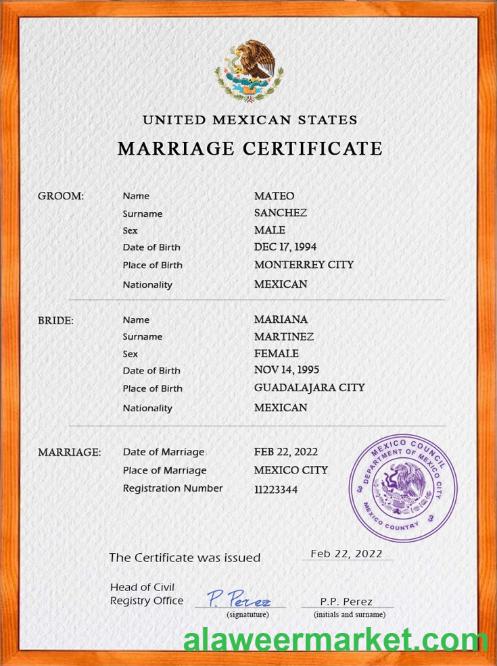 UNITED MEXICAN STATES
MARRIAGE CERTIFICATE
GROOM: Name MATEO
Surname SANCHEZ
Sex MALE
Date of Birth DEC 17, 1994
Place of Birth MONTERREY CITY
Nationality MEXICAN
BRIDE: Name MARIANA
Surname MARTINEZ
Sex FEMALE
Date of Birth NOV 14, 1995
Place of Birth GUADALAJARA CITY
Nationality MEXICAN
MARRIAGE: Date of Marriage FEB 22, 2022
Place of Marriage MEXICO CITY
Registration Number 11223344
MEXICO COUNCIL
DEPARTMENT OF MEXICO CITY
MEXICO COUNTRY
The Certificate was issued Feb 22, 2022
Head of Civil
Registry Office P. Perez P.P. Perez
(signatuture) (initials and surname)
alaweermarket.com